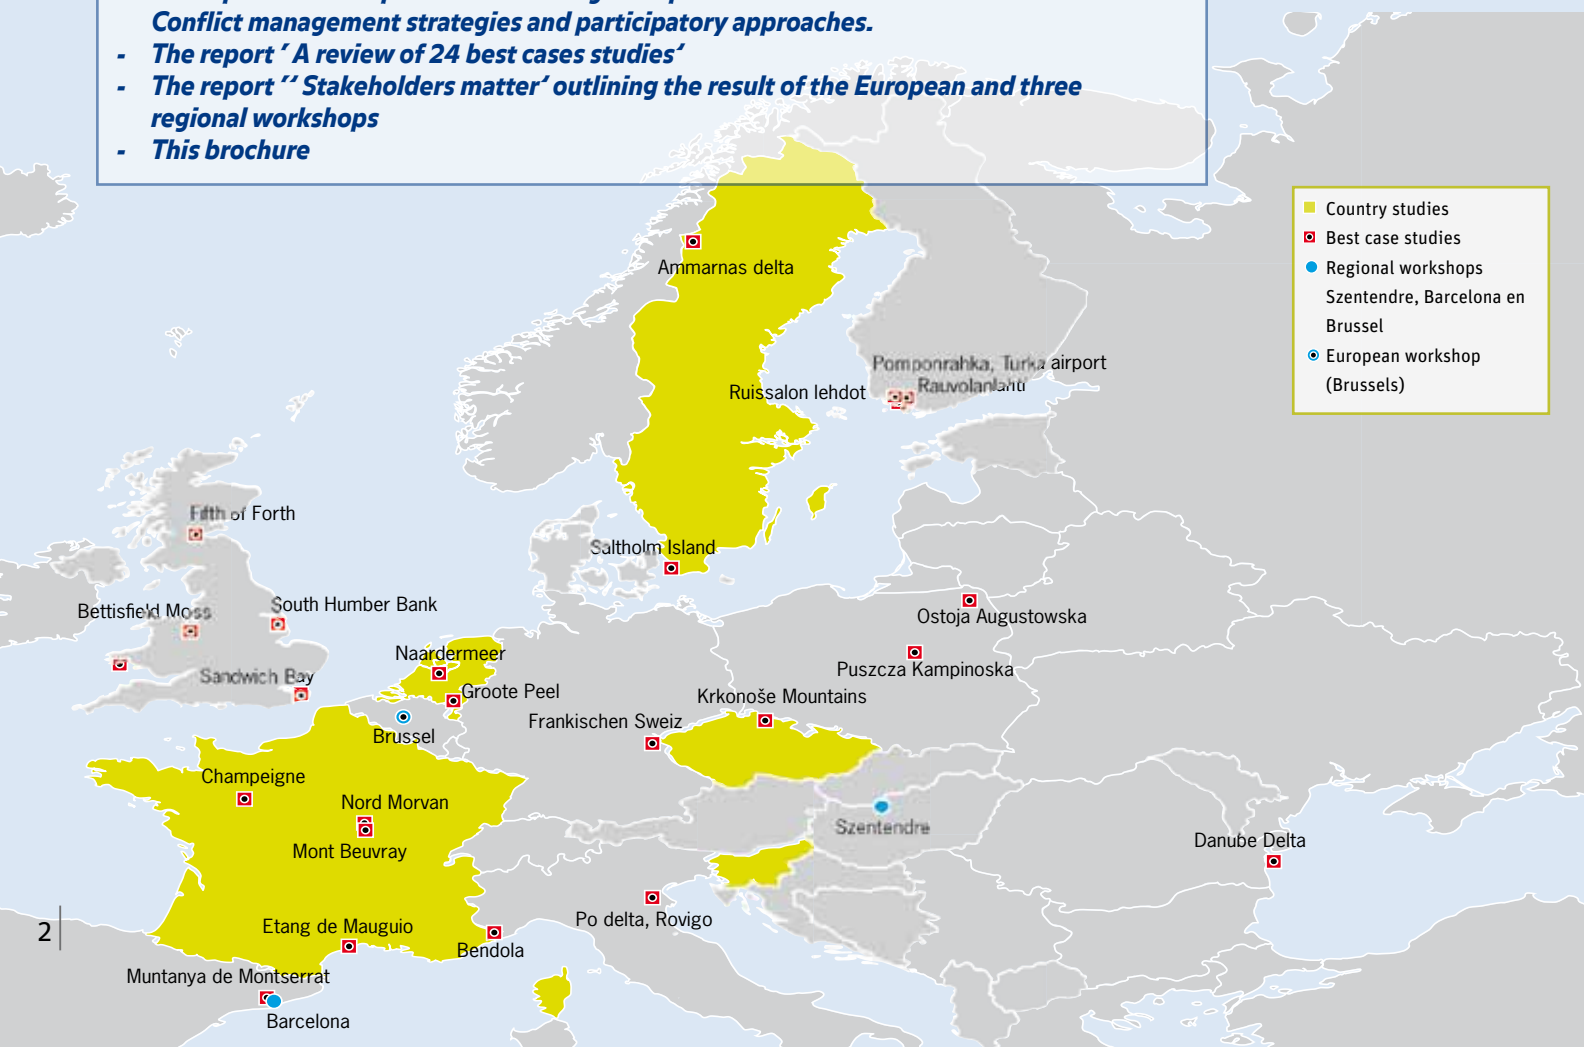 Conflict management strategies and participatory approaches.
- The report ‘ A review of 24 best cases studies‘
- The report ‘‘ Stakeholders matter‘ outlining the result of the European and three
regional workshops
- This brochure
Country studies
Best case studies
Regional workshops
Szentendre, Barcelona en
Brussel
European workshop
(Brussels)
Ammarnas delta
Pomponrahka, Turka airport
Rauvolanlahti
Ruissalon lehdot
Fifth of Forth
Saltholm Island
Bettisfield Moss
South Humber Bank
Ostoja Augustowska
Naardermeer
Puszcza Kampinoska
Sandwich Bay
Groote Peel
Krkonoše Mountains
Frankischen Sweiz
Brussel
Champeigne
Nord Morvan
Szentendre
Mont Beuvray
Danube Delta
Etang de Mauguio
Po delta, Rovigo
2
Bendola
Muntanya de Montserrat
Barcelona